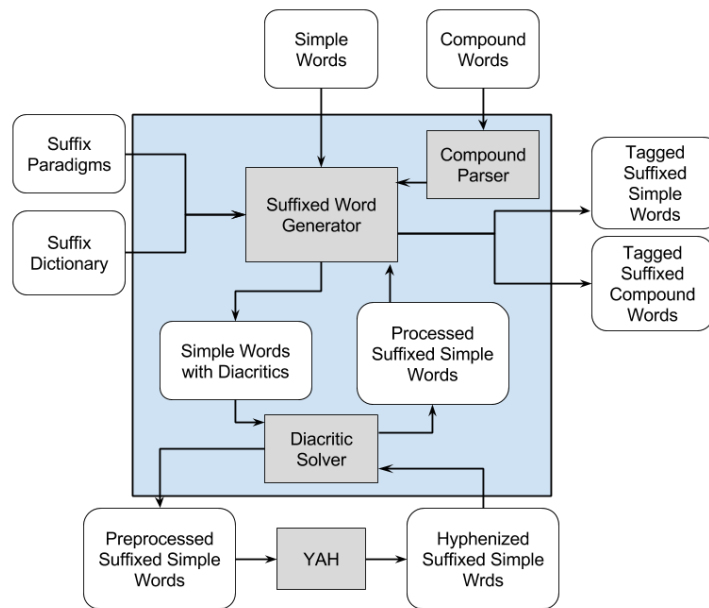 Simple
Words
Compound
Words
Suffix
Paradigms
Compound
Parser
Tagged
Suffixed
Simple
Words
Suffixed Word
Generator
Suffix
Dictionary
Tagged
Suffixed
Compound
Words
Simple Words
with Diacritics
Processed
Suffixed Simple
Words
Diacritic
Solver
Preprocessed
Suffixed Simple
Words
YAH
Hyphenized
Suffixed Simple
Wrds